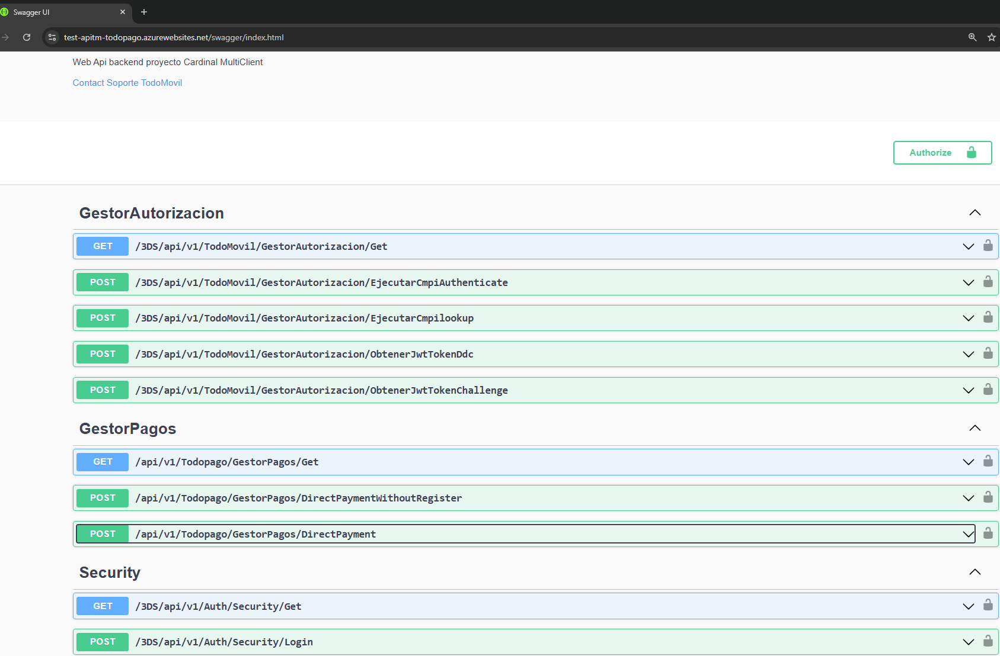 Swagger UI
test-apitm-todopago.azurewebsites.net/swagger/index.html
Web Api backend proyecto Cardinal MultiClient
Contact Soporte TodoMovil
Authorize
GestorAutorizacion
GET /3DS/api/v1/TodoMovil/GestorAutorizacion/Get
POST /3DS/api/v1/TodoMovil/GestorAutorizacion/EjecutarCmpiAuthenticate
POST /3DS/api/v1/TodoMovil/GestorAutorizacion/EjecutarCmpilookup
POST /3DS/api/v1/TodoMovil/GestorAutorizacion/ObtenerJwtTokenDdc
POST /3DS/api/v1/TodoMovil/GestorAutorizacion/ObtenerJwtTokenChallenge
GestorPagos
GET /api/v1/Todopago/GestorPagos/Get
POST /api/v1/Todopago/GestorPagos/DirectPaymentWithoutRegister
POST /api/v1/Todopago/GestorPagos/DirectPayment
Security
GET /3DS/api/v1/Auth/Security/Get
POST /3DS/api/v1/Auth/Security/Login